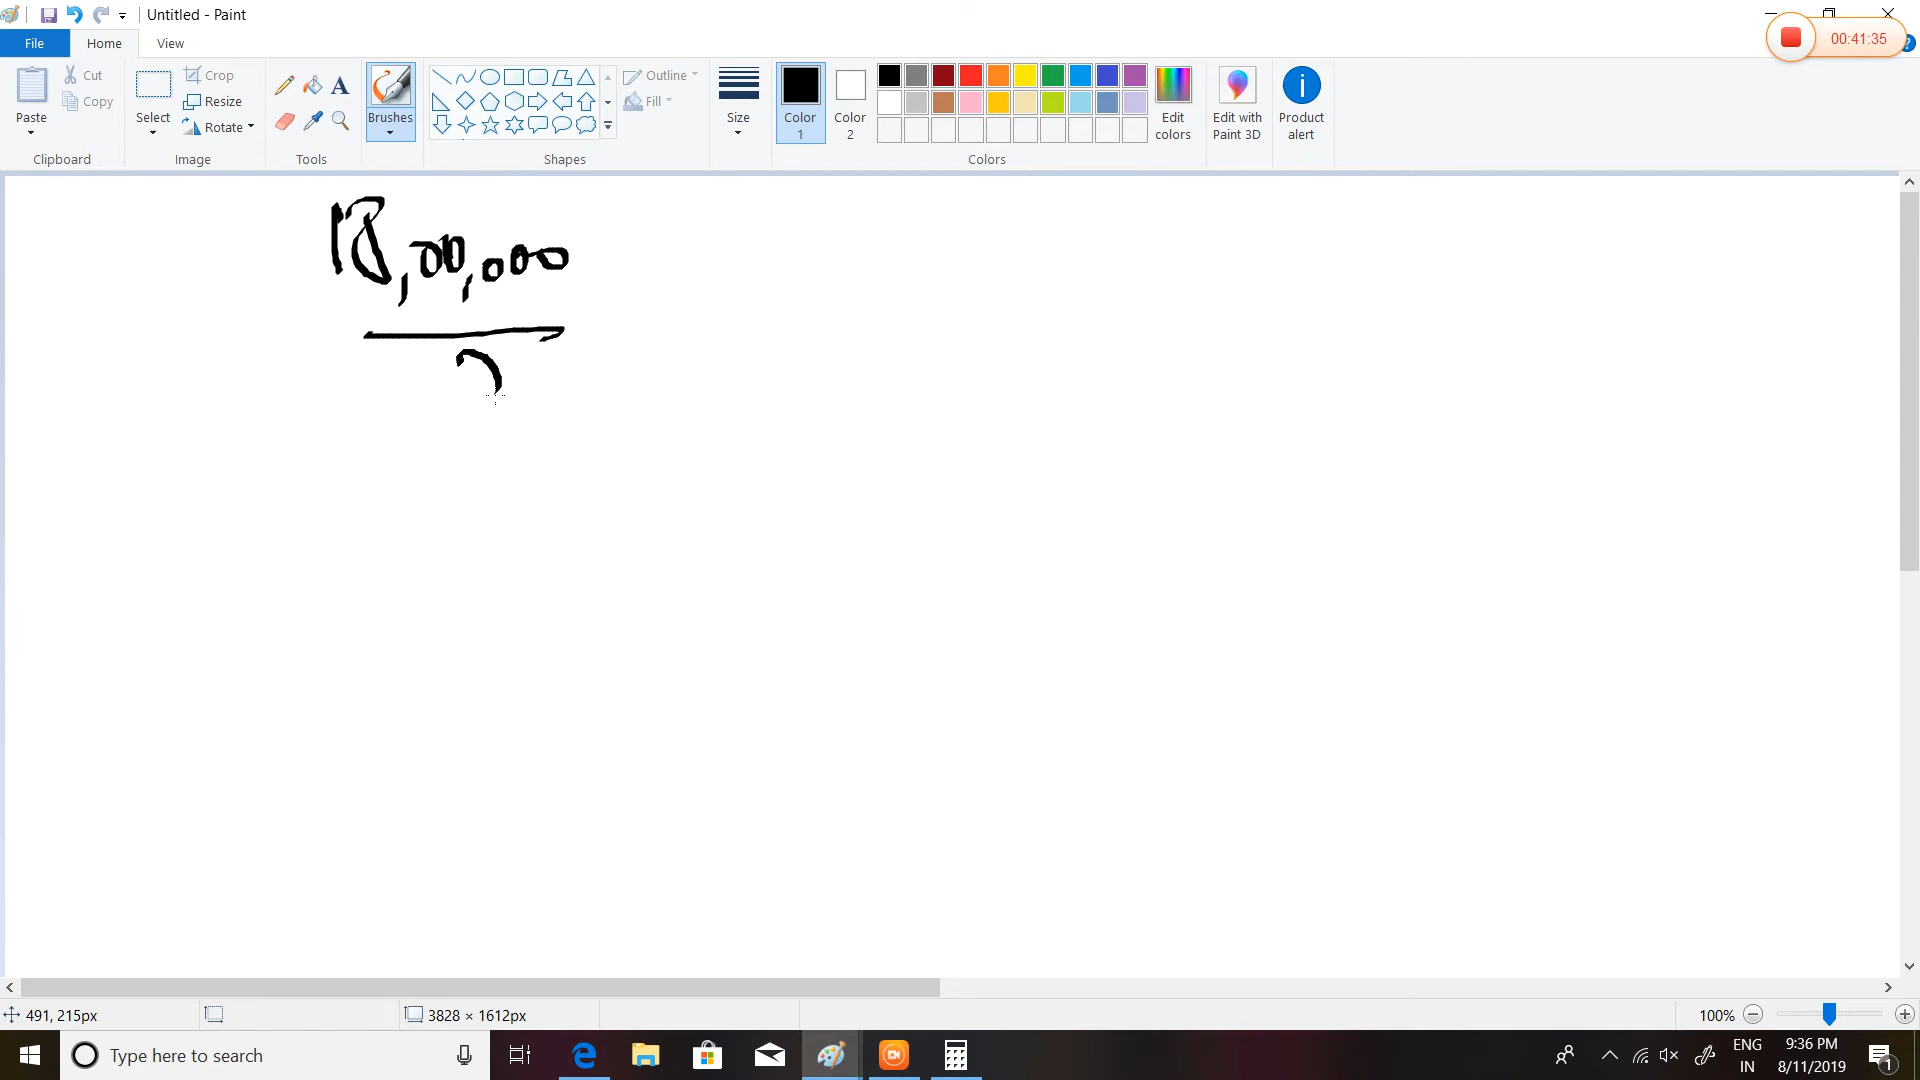 Untitled - Paint
00:41:35
File
Home
View
Paste
Cut
Copy
Clipboard
Select
Crop
Resize
Rotate
Image
Tools
Brushes
Shapes
Outline
Fill
Size
Color 1
Color 2
Edit colors
Colors
Edit with Paint 3D
Product alert
18,00,000
491, 215px
3828 × 1612px
100%
Type here to search
ENG
IN
9:36 PM
8/11/2019
1